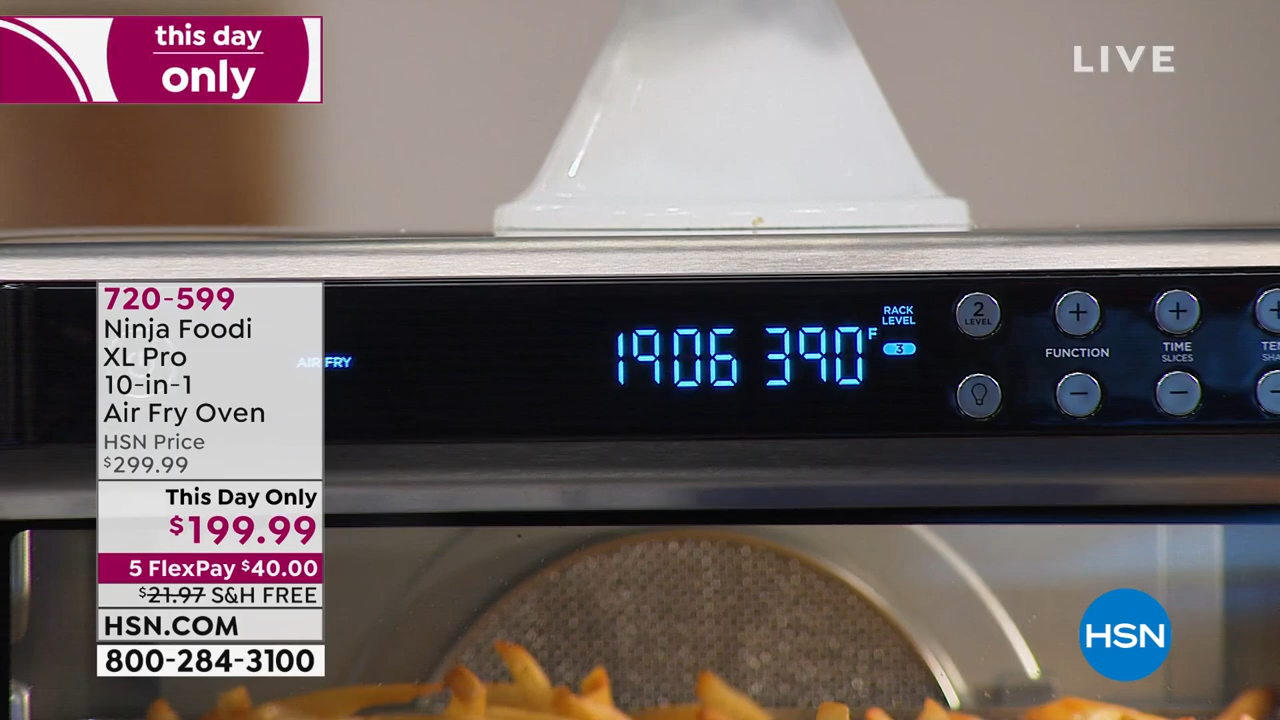 this day
only
LIVE
720-599
Ninja Foodi
XL Pro
10-in-1
Air Fry Oven
HSN Price
$299.99
This Day Only
$199.99
5 FlexPay $40.00
$21.97 S&H FREE
HSN.COM
800-284-3100
AIR FRY
1906 390F
RACK
LEVEL
3
2
LEVEL
FUNCTION
TIME
SLICES
HSN